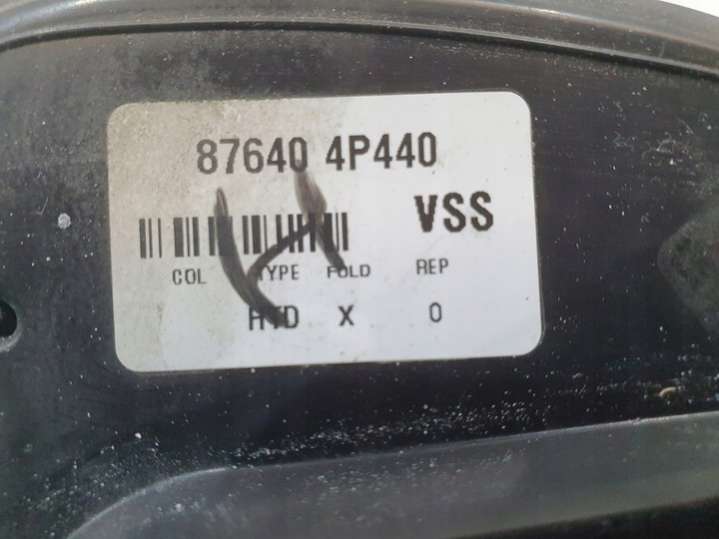 87640 4P440
VSS
COL TYPE FOLD REP
HTD X 0